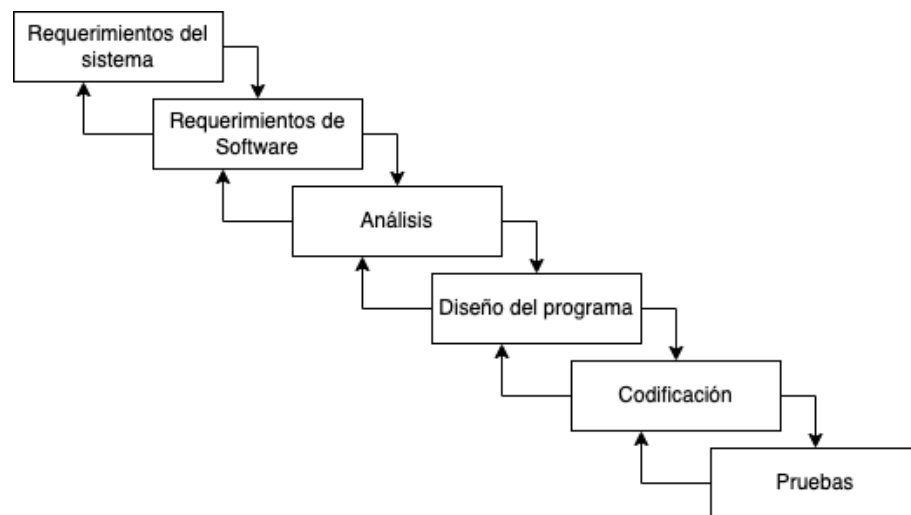 Requerimientos del
sistema
Requerimientos de
Software
Análisis
Diseño del programa
Codificación
Pruebas